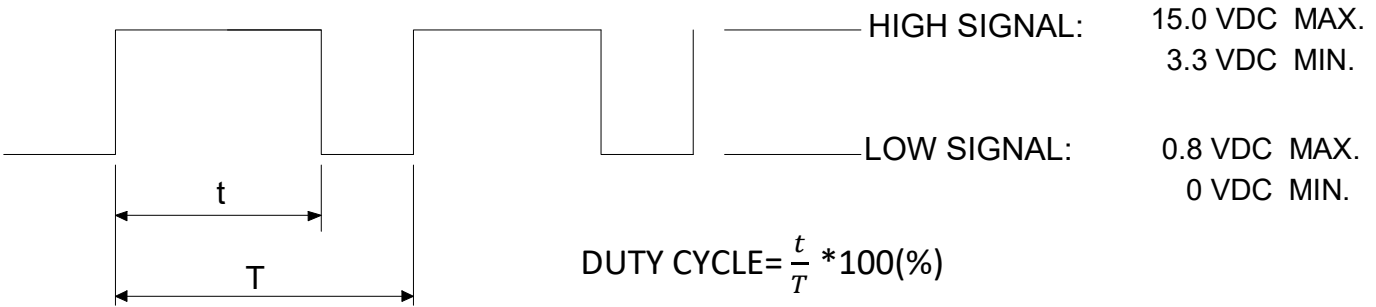 HIGH SIGNAL: 15.0 VDC MAX.
3.3 VDC MIN.
LOW SIGNAL: 0.8 VDC MAX.
0 VDC MIN.
t
T
DUTY CYCLE= t/T *100(%)